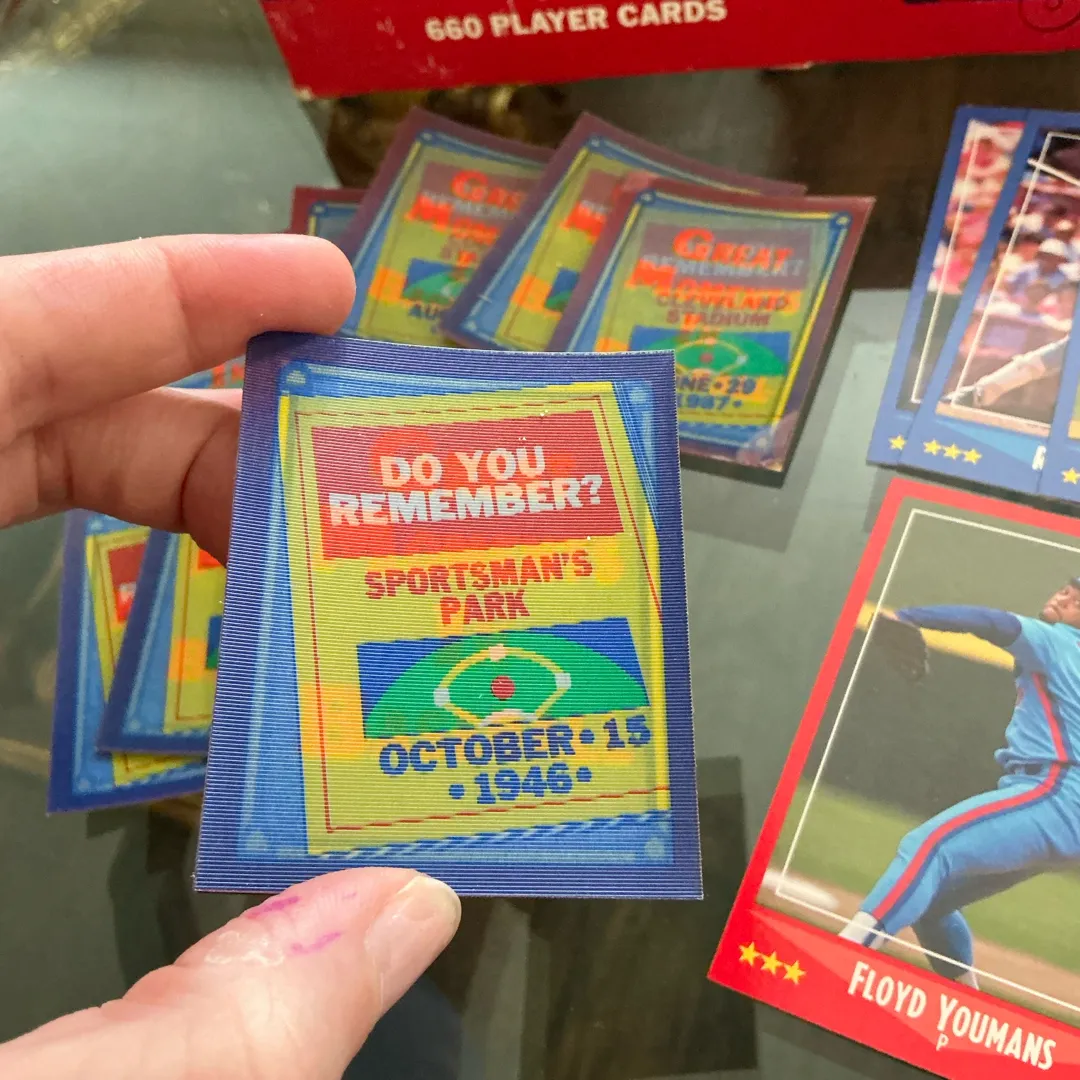 660 PLAYER CARDS
GREAT
REMEMBER?
CLEVELAND
STADIUM
JUNE • 29
1987 •
DO YOU
REMEMBER?
SPORTSMAN'S
PARK
OCTOBER • 15
• 1946 •
FLOYD YOUMANS
P